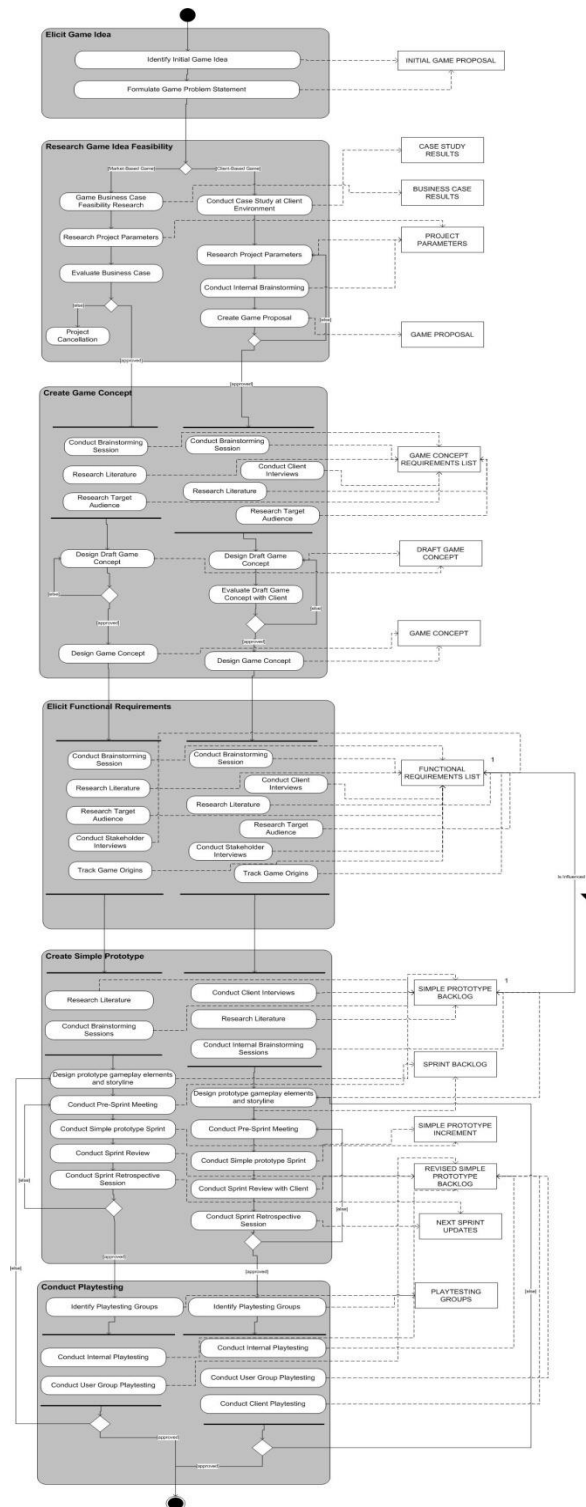 Elicit Game Idea
Identify Initial Game Idea
INITIAL GAME PROPOSAL
Formulate Game Problem Statement
Research Game Idea Feasibility
[Market-Based Game]
[Client-Based Game]
CASE STUDY
RESULTS
Game Business Case
Feasibility Research
Conduct Case Study at Client
Environment
BUSINESS CASE
RESULTS
Research Project Parameters
PROJECT
PARAMETERS
Research Project Parameters
Evaluate Business Case
Conduct Internal Brainstorming
[else]
[else]
Project
Cancellation
Create Game Proposal
GAME PROPOSAL
[approved]
[approved]
Create Game Concept
Conduct Brainstorming
Session
Conduct Brainstorming
Session
GAME CONCEPT
REQUIREMENTS LIST
Research Literature
Conduct Client
Interviews
Research Target
Audience
Research Literature
Research Target
Audience
Design Draft Game
Concept
Design Draft Game
Concept
DRAFT GAME
CONCEPT
[else]
Evaluate Draft Game
Concept with Client
[else]
[approved]
[approved]
Design Game Concept
Design Game Concept
GAME CONCEPT
Elicit Functional Requirements
Conduct Brainstorming
Session
Conduct Brainstorming
Session
FUNCTIONAL
REQUIREMENTS LIST
1
Research Literature
Conduct Client
Interviews
Research Target
Audience
Research Literature
Conduct Stakeholder
Interviews
Research Target
Audience
Conduct Stakeholder
Interviews
Track Game Origins
Track Game Origins
Is Influenced
Create Simple Prototype
Research Literature
Conduct Client Interviews
SIMPLE PROTOTYPE
BACKLOG
1
Conduct Brainstorming
Sessions
Research Literature
Conduct Internal Brainstorming
Sessions
SPRINT BACKLOG
Design prototype gameplay elements
and storyline
Design prototype gameplay elements
and storyline
Conduct Pre-Sprint Meeting
Conduct Pre-Sprint Meeting
SIMPLE PROTOTYPE
INCREMENT
Conduct Simple prototype Sprint
Conduct Simple prototype Sprint
Conduct Sprint Review
REVISED SIMPLE
PROTOTYPE
BACKLOG
Conduct Sprint Retrospective
Session
Conduct Sprint Review with Client
[else]
[else]
Conduct Sprint Retrospective
Session
NEXT SPRINT
UPDATES
[else]
[approved]
[approved]
Conduct Playtesting
[else]
Identify Playtesting Groups
Identify Playtesting Groups
PLAYTESTING
GROUPS
Conduct Internal Playtesting
Conduct Internal Playtesting
Conduct User Group Playtesting
Conduct User Group Playtesting
Conduct Client Playtesting
[approved]
[approved]